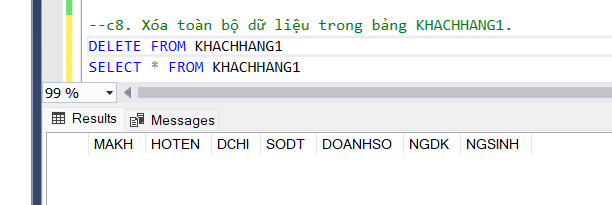 --c8. Xóa toàn bộ dữ liệu trong bảng KHACHHANG1.
DELETE FROM KHACHHANG1
SELECT * FROM KHACHHANG1
99 %
Results Messages
MAKH HOTEN DCHI SODT DOANHSO NGDK NGSINH